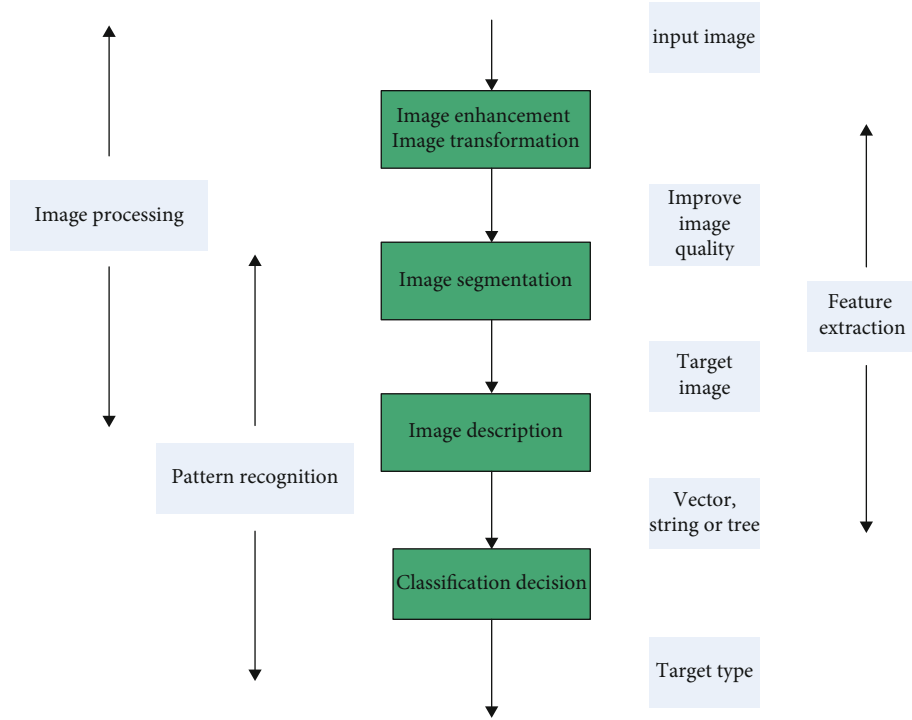 input image
Image enhancement
Image transformation
Image processing
Improve
image
quality
Image segmentation
Feature
extraction
Target
image
Image description
Pattern recognition
Vector,
string or tree
Classification decision
Target type